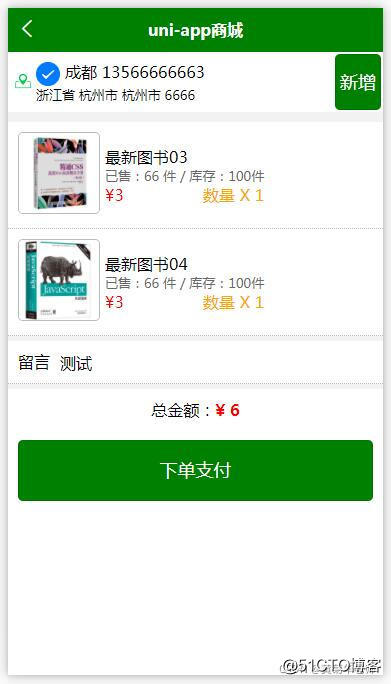 uni-app商城
成都 13566666663
新增
浙江省 杭州市 杭州市 6666
最新图书03
已售：66 件 / 库存：100件
¥3 数量 X 1
精通CSS
最新图书04
已售：66 件 / 库存：100件
¥3 数量 X 1
JavaScript
留言 测试
总金额：¥ 6
下单支付
@51CTO博客